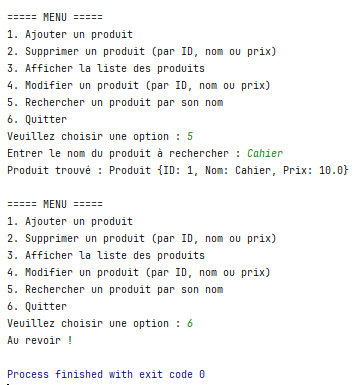 ===== MENU =====
1. Ajouter un produit
2. Supprimer un produit (par ID, nom ou prix)
3. Afficher la liste des produits
4. Modifier un produit (par ID, nom ou prix)
5. Rechercher un produit par son nom
6. Quitter
Veuillez choisir une option : 5
Entrer le nom du produit à rechercher : Cahier
Produit trouvé : Produit {ID: 1, Nom: Cahier, Prix: 10.0}
===== MENU =====
1. Ajouter un produit
2. Supprimer un produit (par ID, nom ou prix)
3. Afficher la liste des produits
4. Modifier un produit (par ID, nom ou prix)
5. Rechercher un produit par son nom
6. Quitter
Veuillez choisir une option : 6
Au revoir !
Process finished with exit code 0